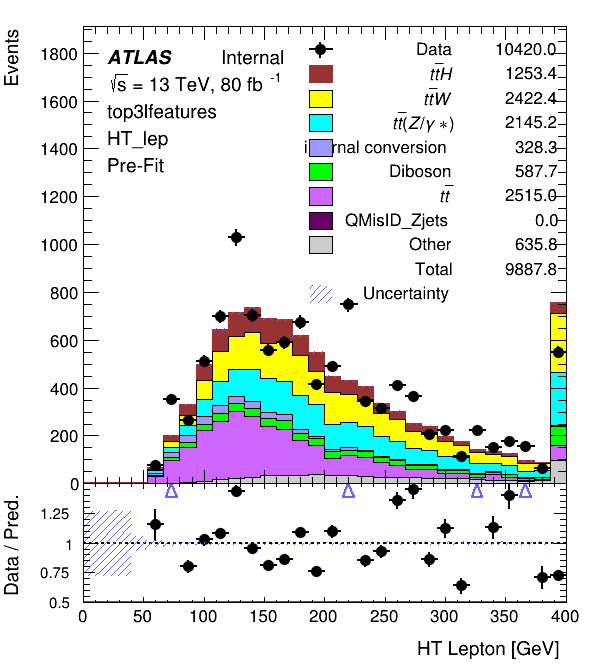 Events
ATLAS Internal
√s = 13 TeV, 80 fb -1
top3lfeatures
HT_lep
Pre-Fit
Data 10420.0
tt̄H 1253.4
tt̄W 2422.4
tt̄(Z/γ *) 2145.2
internal conversion 328.3
Diboson 587.7
tt̄ 2515.0
QMisID_Zjets 0.0
Other 635.8
Total 9887.8
Uncertainty
1800
1600
1400
1200
1000
800
600
400
200
0
Data / Pred.
1.25
1
0.75
0.5
0 50 100 150 200 250 300 350 400
HT Lepton [GeV]